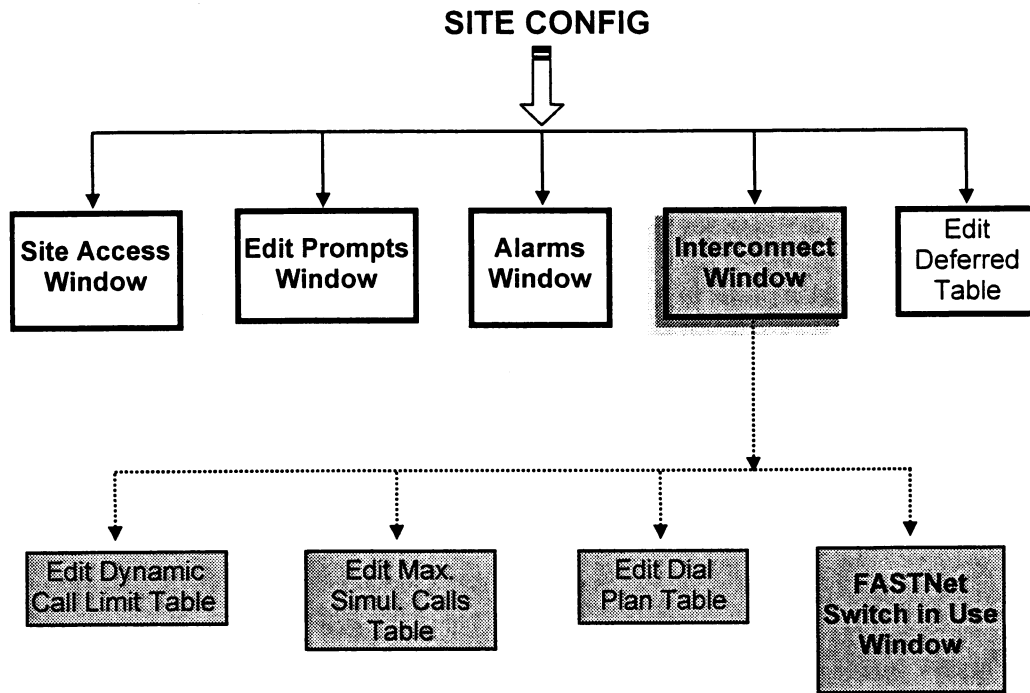 SITE CONFIG
Site Access
Window
Edit Prompts
Window
Alarms
Window
Interconnect
Window
Edit
Deferred
Table
Edit Dynamic
Call Limit Table
Edit Max.
Simul. Calls
Table
Edit Dial
Plan Table
FASTNet
Switch in Use
Window